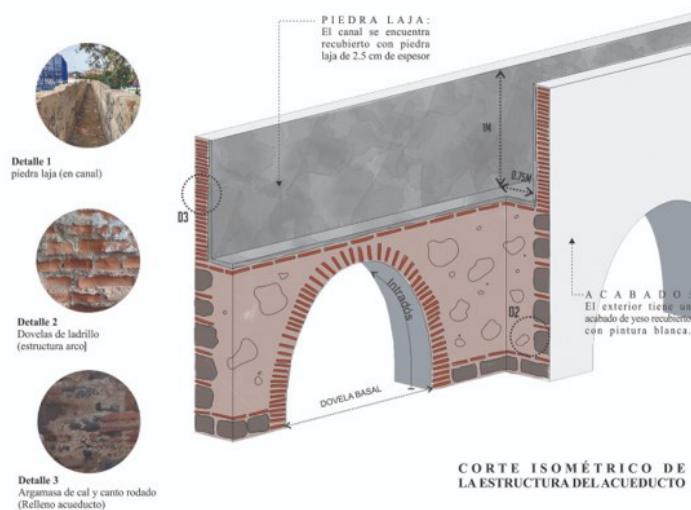 PIEDRA LAJA:
El canal se encuentra
recubierto con piedra
laja de 2.5 cm de espesor
Detalle 1
piedra laja (en canal)
Detalle 2
Dovelas de ladrillo
(estructura arco)
Detalle 3
Argamasa de cal y canto rodado
(Relleno acueducto)
D3
1M
0.75M
Intradós
D2
DOVELA BASAL
ACABADO:
El exterior tiene un
acabado de yeso recubierto
con pintura blanca.
CORTE ISOMÉTRICO DE
LA ESTRUCTURA DEL ACUEDUCTO